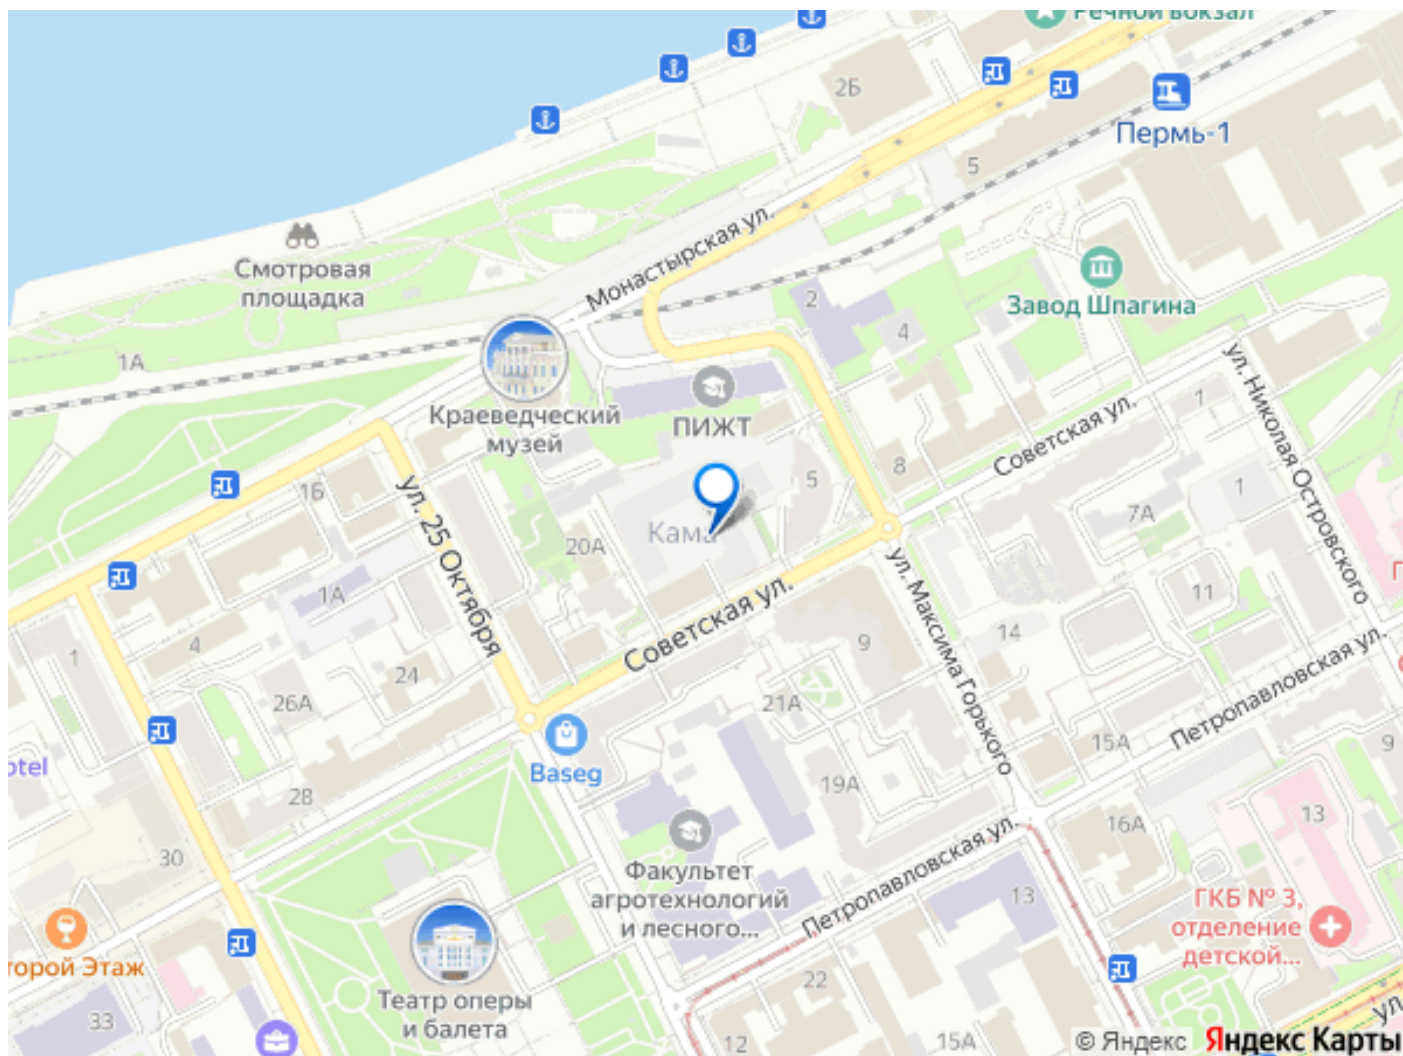 Речной вокзал
2Б
Пермь-1
5
Монастырская ул.
Смотровая
площадка
2
Завод Шпагина
4
1А
Краеведческий
музей
ПИЖТ
ул. Николая Островского
Советская ул.
1
8
5
1Б
ул. 25 Октября
Кама
20А
1
7А
1А
11
Советская ул.
ул. Максима Горького
14
9
4
1
24
26А
21А
Петропавловская ул.
15А
9
otel
Baseg
28
19А
13
16А
30
Факультет
агротехнологий
и лесного...
Петропавловская ул.
13
ГКБ № 3,
отделение
детской...
торой Этаж
22
Театр оперы
и балета
33
12
15А
ул
© Яндекс Яндекс Карты